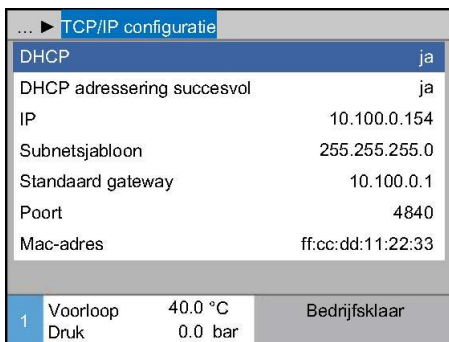 ... ► TCP/IP configuratie
DHCP ja
DHCP adressering succesvol ja
IP 10.100.0.154
Subnetsjabloon 255.255.255.0
Standaard gateway 10.100.0.1
Poort 4840
Mac-adres ff:cc:dd:11:22:33
1 Voorloop 40.0 °C Bedrijfsklaar
Druk 0.0 bar